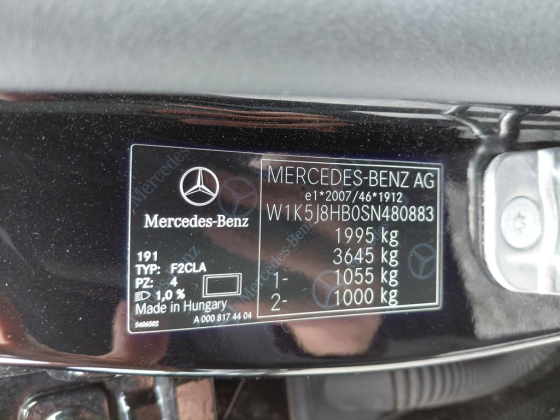 Mercedes-Benz
191
TYP: F2CLA
PZ: 4
1,0 %
Made in Hungary
A 000 817 44 04
MERCEDES-BENZ AG
e1*2007/46*1912
W1K5J8HB0SN480883
1995 kg
3645 kg
1- 1055 kg
2- 1000 kg